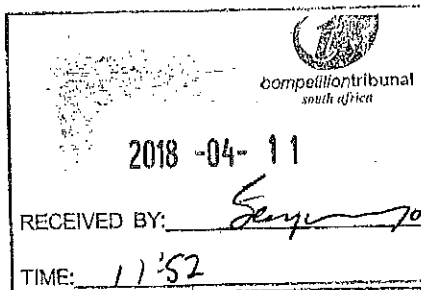 competitiontribunal
south africa
2018 -04- 11
RECEIVED BY:
TIME: 11:52